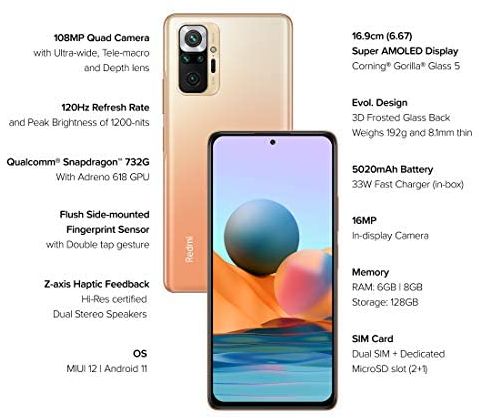 108MP Quad Camera
with Ultra-wide, Tele-macro
and Depth lens
120Hz Refresh Rate
and Peak Brightness of 1200-nits
Qualcomm® Snapdragon™ 732G
With Adreno 618 GPU
Flush Side-mounted
Fingerprint Sensor
with Double tap gesture
Z-axis Haptic Feedback
Hi-Res certified
Dual Stereo Speakers
OS
MIUI 12 | Android 11
Redmi
16.9cm (6.67)
Super AMOLED Display
Corning® Gorilla® Glass 5
Evol. Design
3D Frosted Glass Back
Weighs 192g and 8.1mm thin
5020mAh Battery
33W Fast Charger (in-box)
16MP
In-display Camera
Memory
RAM: 6GB | 8GB
Storage: 128GB
SIM Card
Dual SIM + Dedicated
MicroSD slot (2+1)